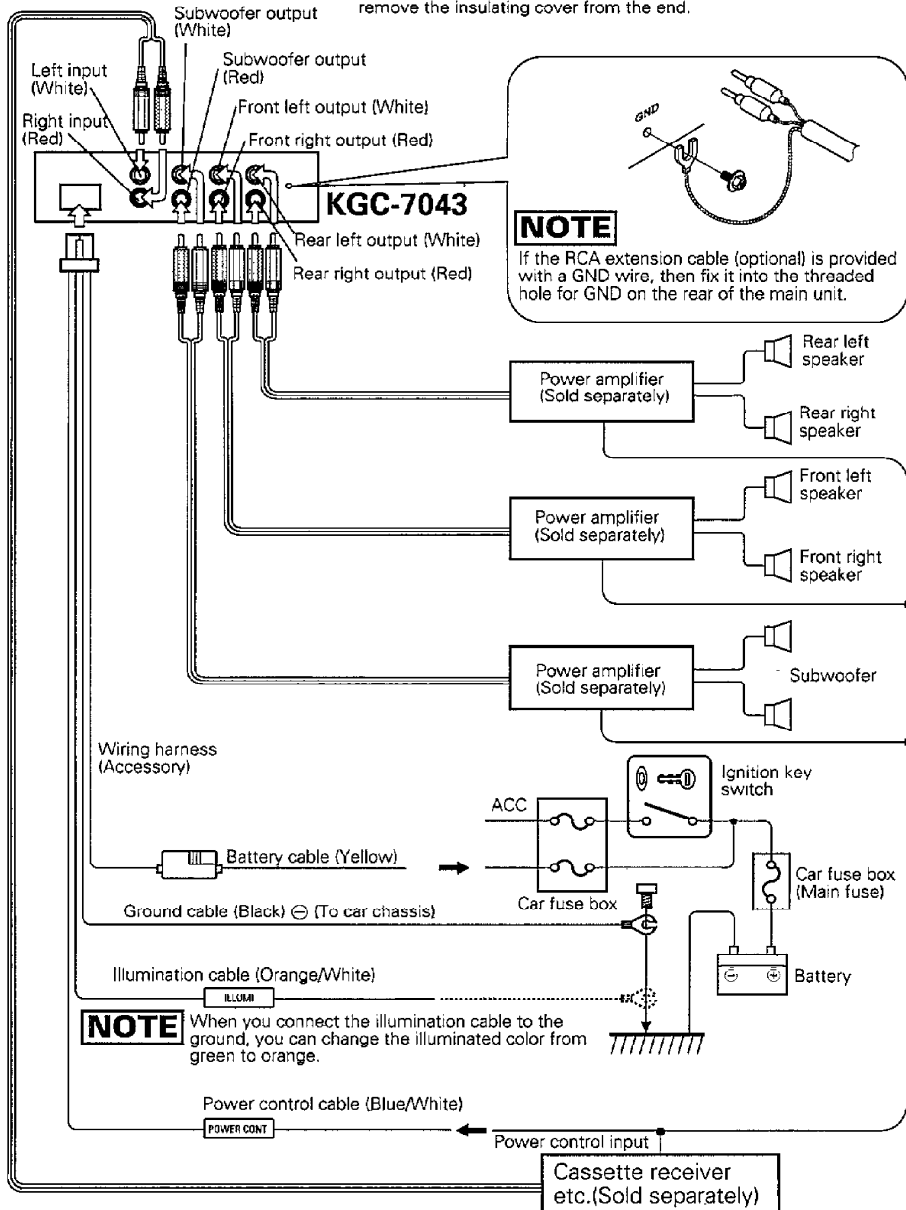 remove the insulating cover from the end.
Subwoofer output
(White)
Subwoofer output
(Red)
Left input
(White)
Front left output (White)
Right input
(Red)
Front right output (Red)
KGC-7043
Rear left output (White)
Rear right output (Red)
GND
NOTE
If the RCA extension cable (optional) is provided
with a GND wire, then fix it into the threaded
hole for GND on the rear of the main unit.
Power amplifier
(Sold separately)
Rear left
speaker
Rear right
speaker
Power amplifier
(Sold separately)
Front left
speaker
Front right
speaker
Power amplifier
(Sold separately)
Subwoofer
Wiring harness
(Accessory)
Ignition key
switch
ACC
Battery cable (Yellow)
Car fuse box
Car fuse box
(Main fuse)
Ground cable (Black) ⊖ (To car chassis)
⊖ ⊕
Battery
Illumination cable (Orange/White)
ILLUMI
NOTE
When you connect the illumination cable to the
ground, you can change the illuminated color from
green to orange.
Power control cable (Blue/White)
POWER CONT
Power control input
Cassette receiver
etc.(Sold separately)